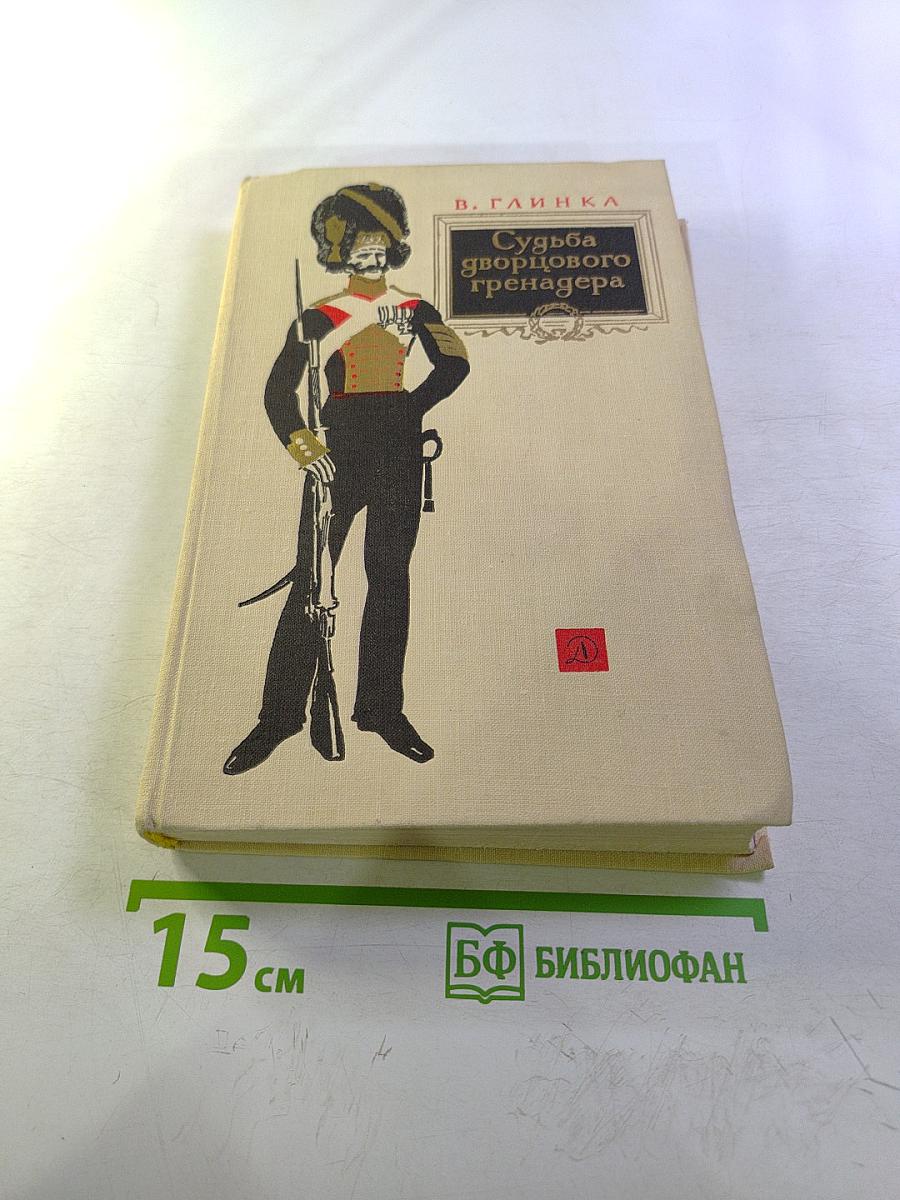 В. ГЛИНКА
Судьба
дворцового
гренадера
Д
15 см
БФ БИБЛИОФАН